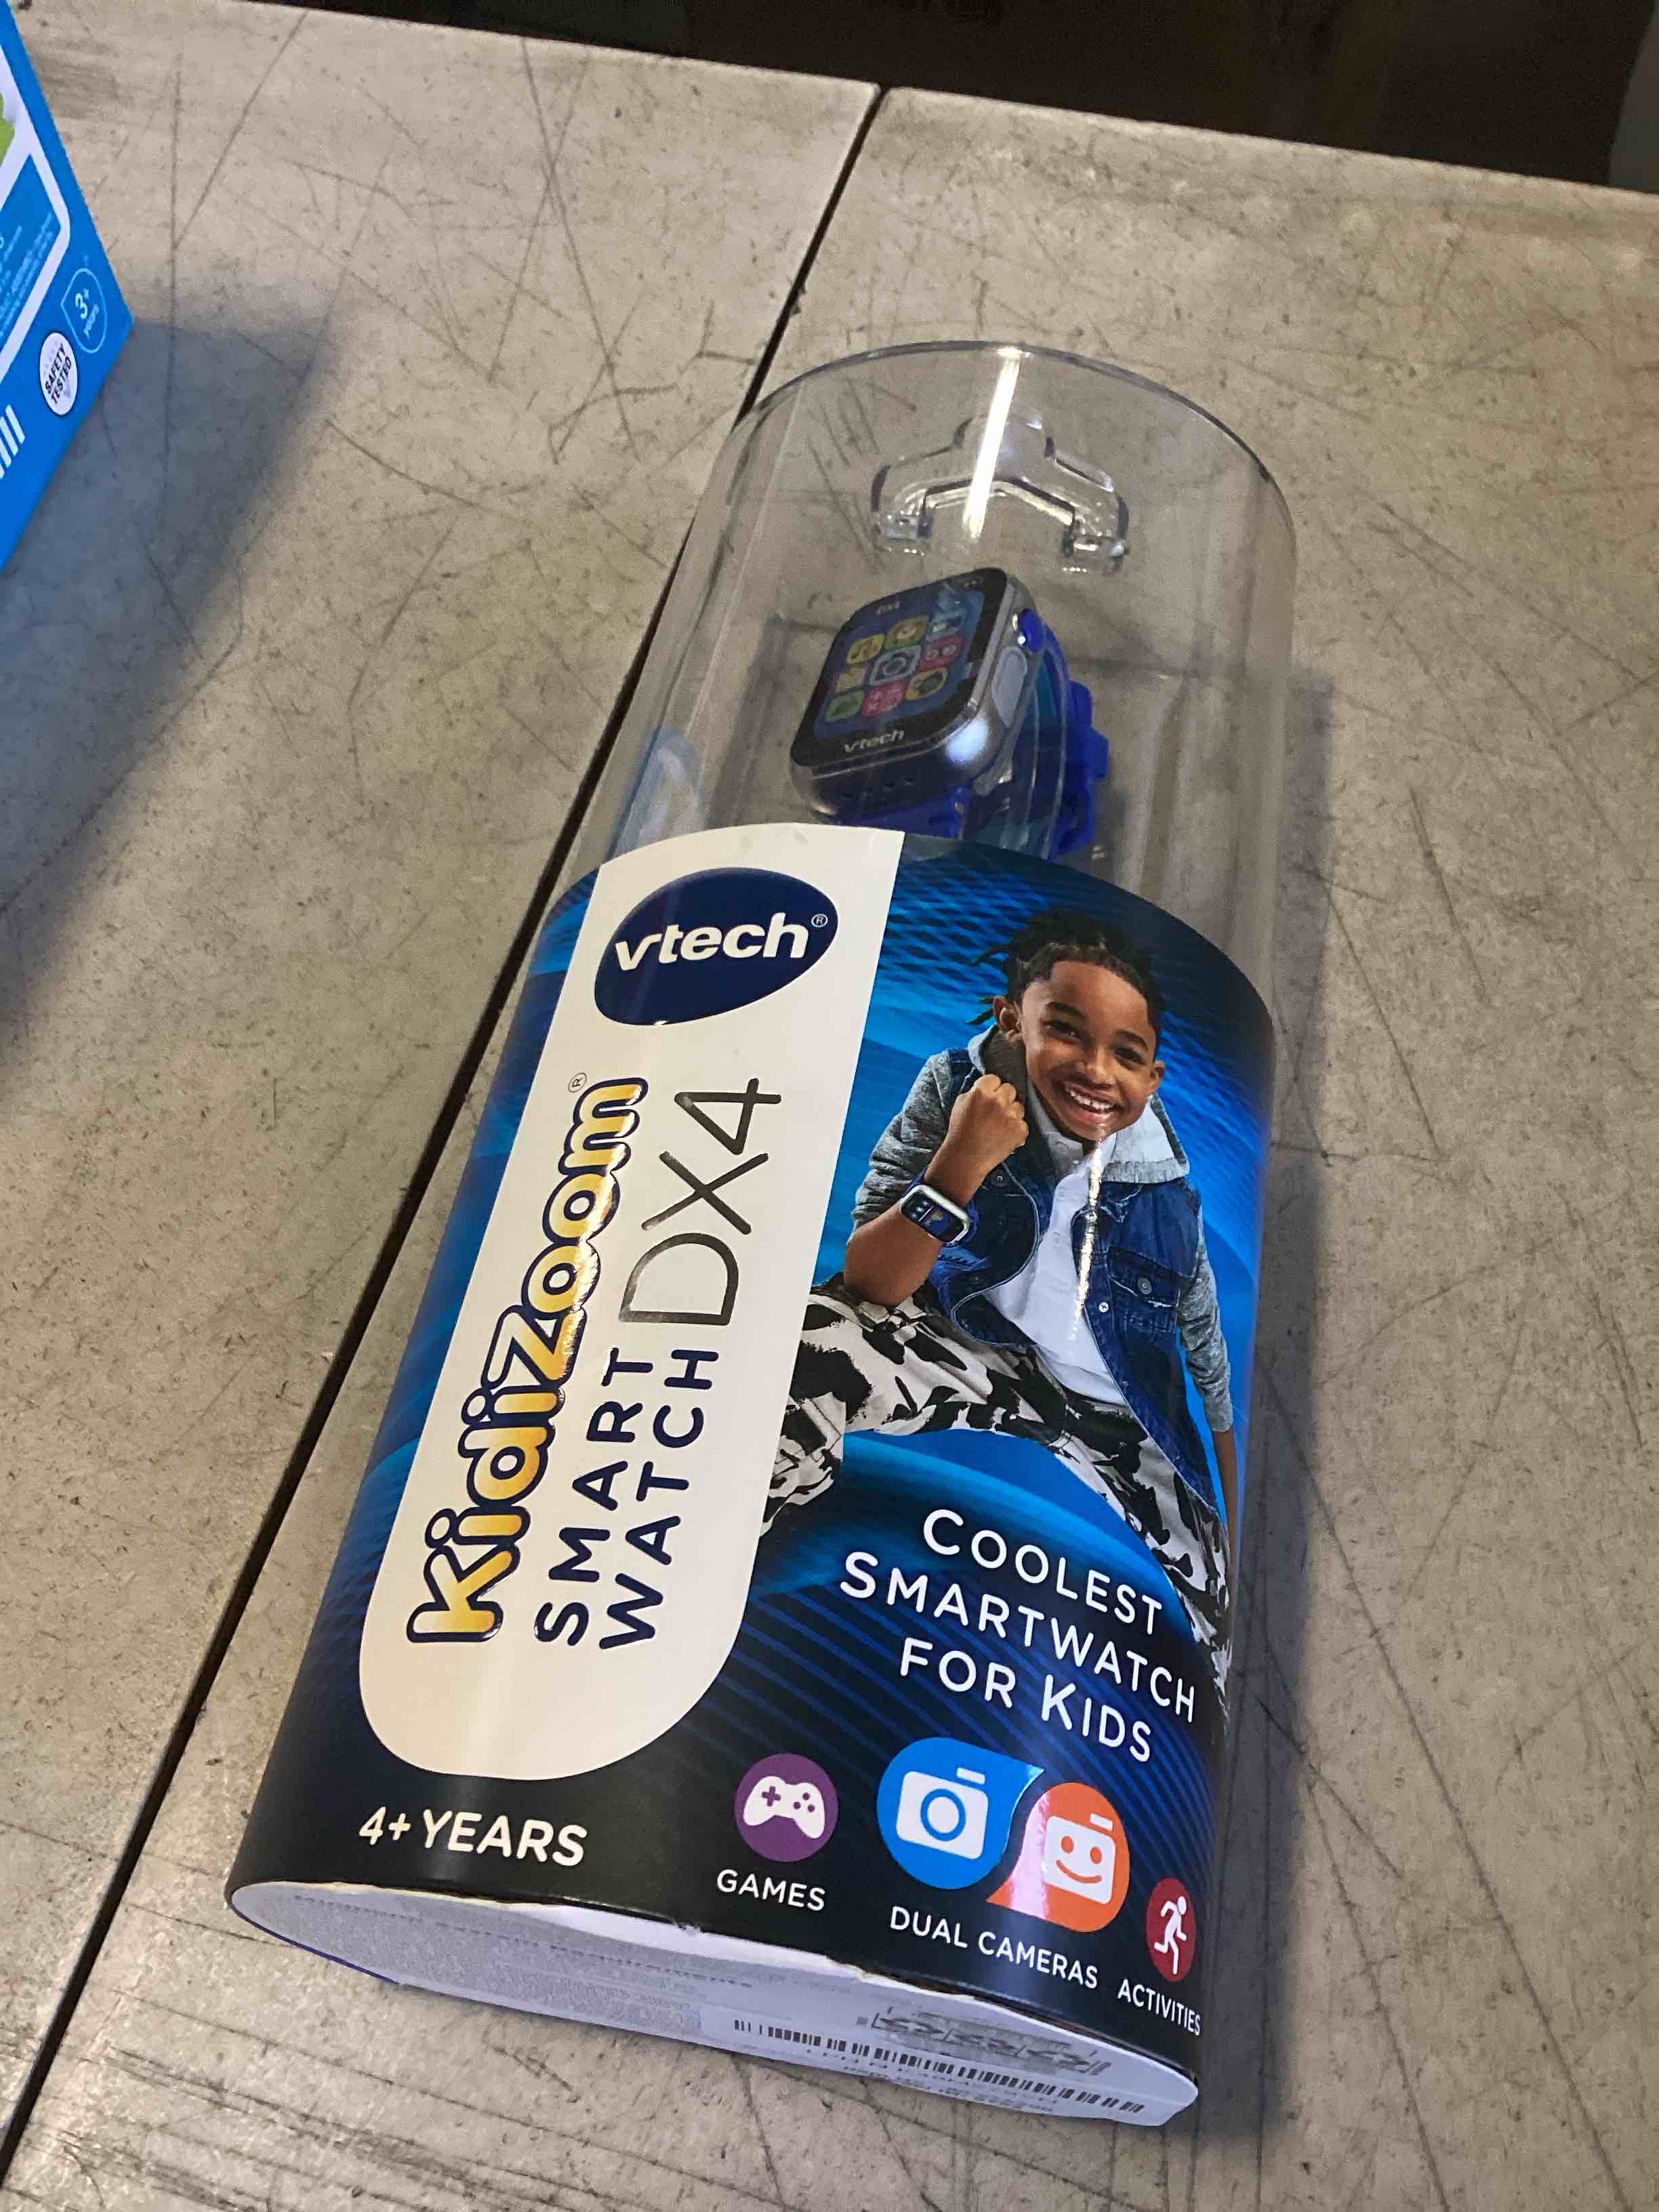 3+
years
SAFETY
TESTED
DX4
vtech
vtech®
KidiZoom®
SMART
WATCH DX4
COOLEST
SMARTWATCH
FOR KIDS
4+ YEARS
GAMES
DUAL CAMERAS
ACTIVITIES